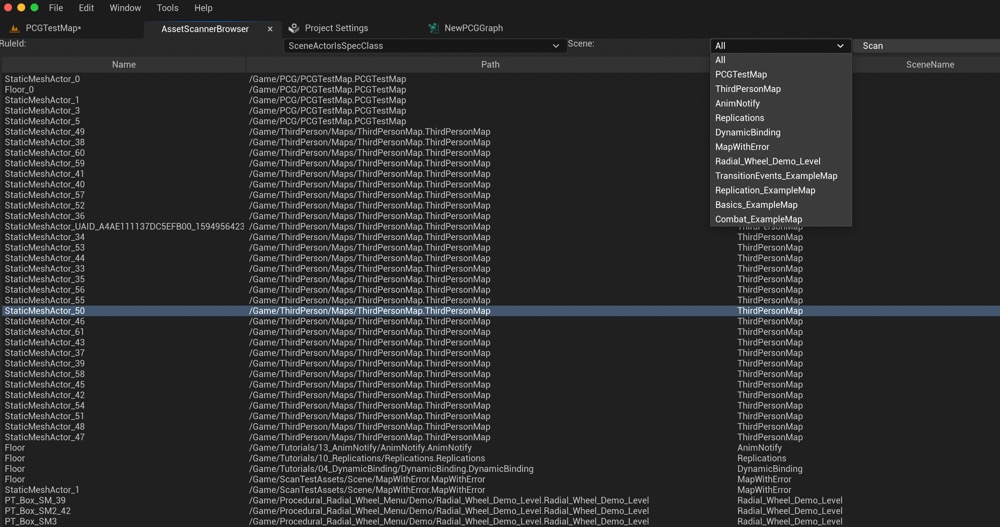 File Edit Window Tools Help
PCGTestMap* AssetScannerBrowser × Project Settings NewPCGGraph
RuleId: SceneActorIsSpecClass Scene: All Scan
Name Path SceneName
All
PCGTestMap
ThirdPersonMap
AnimNotify
Replications
DynamicBinding
MapWithError
Radial_Wheel_Demo_Level
TransitionEvents_ExampleMap
Replication_ExampleMap
Basics_ExampleMap
Combat_ExampleMap
StaticMeshActor_0 /Game/PCG/PCGTestMap.PCGTestMap
Floor_0 /Game/PCG/PCGTestMap.PCGTestMap
StaticMeshActor_1 /Game/PCG/PCGTestMap.PCGTestMap
StaticMeshActor_3 /Game/PCG/PCGTestMap.PCGTestMap
StaticMeshActor_5 /Game/PCG/PCGTestMap.PCGTestMap
StaticMeshActor_49 /Game/ThirdPerson/Maps/ThirdPersonMap.ThirdPersonMap
StaticMeshActor_38 /Game/ThirdPerson/Maps/ThirdPersonMap.ThirdPersonMap
StaticMeshActor_60 /Game/ThirdPerson/Maps/ThirdPersonMap.ThirdPersonMap
StaticMeshActor_59 /Game/ThirdPerson/Maps/ThirdPersonMap.ThirdPersonMap
StaticMeshActor_41 /Game/ThirdPerson/Maps/ThirdPersonMap.ThirdPersonMap
StaticMeshActor_40 /Game/ThirdPerson/Maps/ThirdPersonMap.ThirdPersonMap
StaticMeshActor_57 /Game/ThirdPerson/Maps/ThirdPersonMap.ThirdPersonMap
StaticMeshActor_52 /Game/ThirdPerson/Maps/ThirdPersonMap.ThirdPersonMap
StaticMeshActor_36 /Game/ThirdPerson/Maps/ThirdPersonMap.ThirdPersonMap
StaticMeshActor_UAID_A4AE111137DC5EFB00_1594956423 /Game/ThirdPerson/Maps/ThirdPersonMap.ThirdPersonMap ThirdPersonMap
StaticMeshActor_34 /Game/ThirdPerson/Maps/ThirdPersonMap.ThirdPersonMap ThirdPersonMap
StaticMeshActor_53 /Game/ThirdPerson/Maps/ThirdPersonMap.ThirdPersonMap ThirdPersonMap
StaticMeshActor_44 /Game/ThirdPerson/Maps/ThirdPersonMap.ThirdPersonMap ThirdPersonMap
StaticMeshActor_33 /Game/ThirdPerson/Maps/ThirdPersonMap.ThirdPersonMap ThirdPersonMap
StaticMeshActor_35 /Game/ThirdPerson/Maps/ThirdPersonMap.ThirdPersonMap ThirdPersonMap
StaticMeshActor_56 /Game/ThirdPerson/Maps/ThirdPersonMap.ThirdPersonMap ThirdPersonMap
StaticMeshActor_55 /Game/ThirdPerson/Maps/ThirdPersonMap.ThirdPersonMap ThirdPersonMap
StaticMeshActor_50 /Game/ThirdPerson/Maps/ThirdPersonMap.ThirdPersonMap ThirdPersonMap
StaticMeshActor_46 /Game/ThirdPerson/Maps/ThirdPersonMap.ThirdPersonMap ThirdPersonMap
StaticMeshActor_61 /Game/ThirdPerson/Maps/ThirdPersonMap.ThirdPersonMap ThirdPersonMap
StaticMeshActor_43 /Game/ThirdPerson/Maps/ThirdPersonMap.ThirdPersonMap ThirdPersonMap
StaticMeshActor_37 /Game/ThirdPerson/Maps/ThirdPersonMap.ThirdPersonMap ThirdPersonMap
StaticMeshActor_39 /Game/ThirdPerson/Maps/ThirdPersonMap.ThirdPersonMap ThirdPersonMap
StaticMeshActor_58 /Game/ThirdPerson/Maps/ThirdPersonMap.ThirdPersonMap ThirdPersonMap
StaticMeshActor_45 /Game/ThirdPerson/Maps/ThirdPersonMap.ThirdPersonMap ThirdPersonMap
StaticMeshActor_42 /Game/ThirdPerson/Maps/ThirdPersonMap.ThirdPersonMap ThirdPersonMap
StaticMeshActor_54 /Game/ThirdPerson/Maps/ThirdPersonMap.ThirdPersonMap ThirdPersonMap
StaticMeshActor_51 /Game/ThirdPerson/Maps/ThirdPersonMap.ThirdPersonMap ThirdPersonMap
StaticMeshActor_48 /Game/ThirdPerson/Maps/ThirdPersonMap.ThirdPersonMap ThirdPersonMap
StaticMeshActor_47 /Game/ThirdPerson/Maps/ThirdPersonMap.ThirdPersonMap ThirdPersonMap
Floor /Game/Tutorials/13_AnimNotify/AnimNotify.AnimNotify AnimNotify
Floor /Game/Tutorials/10_Replications/Replications.Replications Replications
Floor /Game/Tutorials/04_DynamicBinding/DynamicBinding.DynamicBinding DynamicBinding
Floor /Game/ScanTestAssets/Scene/MapWithError.MapWithError MapWithError
StaticMeshActor_1 /Game/ScanTestAssets/Scene/MapWithError.MapWithError MapWithError
PT_Box_SM_39 /Game/Procedural_Radial_Wheel_Menu/Demo/Radial_Wheel_Demo_Level.Radial_Wheel_Demo_Level Radial_Wheel_Demo_Level
PT_Box_SM2_42 /Game/Procedural_Radial_Wheel_Menu/Demo/Radial_Wheel_Demo_Level.Radial_Wheel_Demo_Level Radial_Wheel_Demo_Level
PT_Box_SM3 /Game/Procedural_Radial_Wheel_Menu/Demo/Radial_Wheel_Demo_Level.Radial_Wheel_Demo_Level Radial_Wheel_Demo_Level